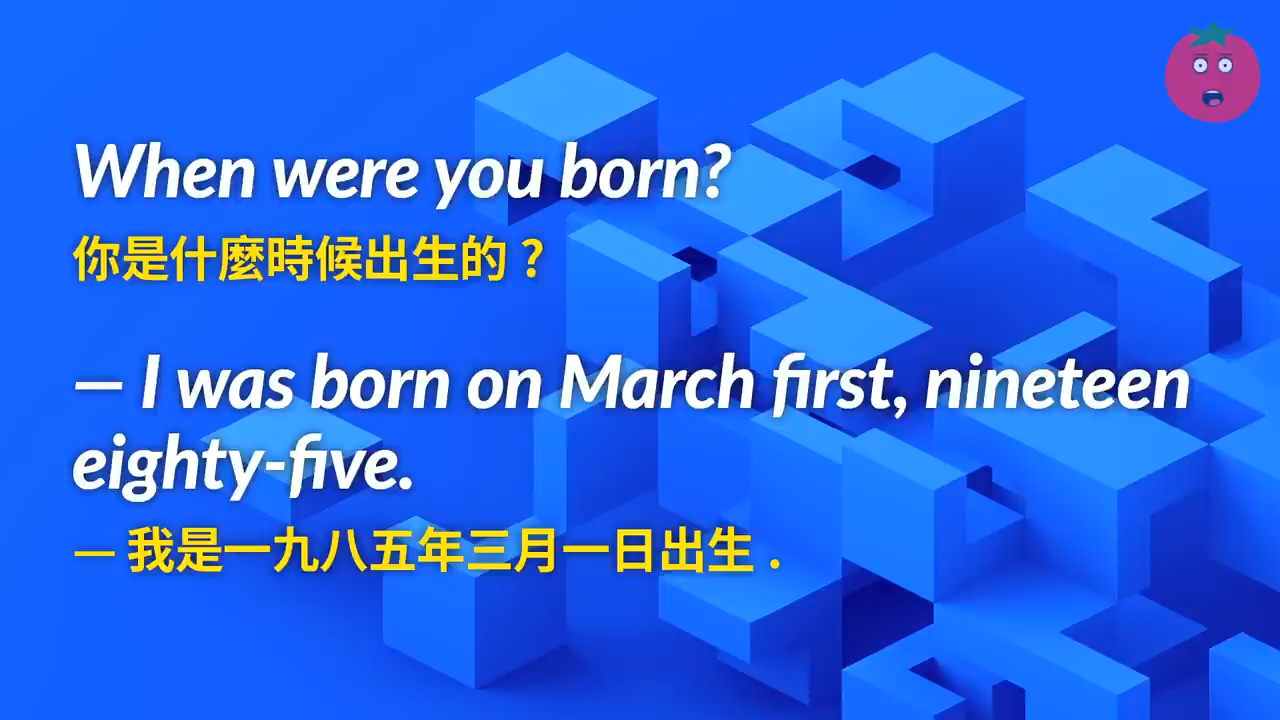 When were you born?
你是什麼時候出生的？
— I was born on March first, nineteen
eighty-five.
— 我是一九八五年三月一日出生 .